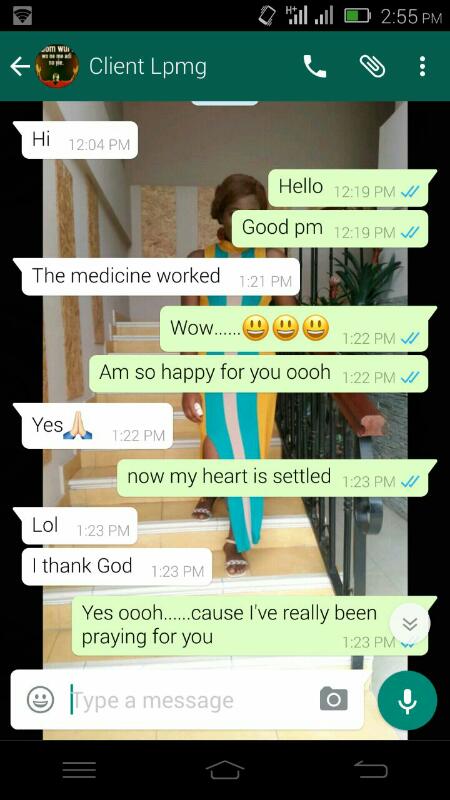 2:55 PM
Client Lpmg
Hi 12:04 PM
Hello 12:19 PM
Good pm 12:19 PM
The medicine worked 1:21 PM
Wow......😃😃😃 1:22 PM
Am so happy for you oooh 1:22 PM
Yes🙏🏻 1:22 PM
now my heart is settled 1:23 PM
Lol 1:23 PM
I thank God 1:23 PM
Yes oooh......cause I've really been
praying for you 1:23 PM
Type a message